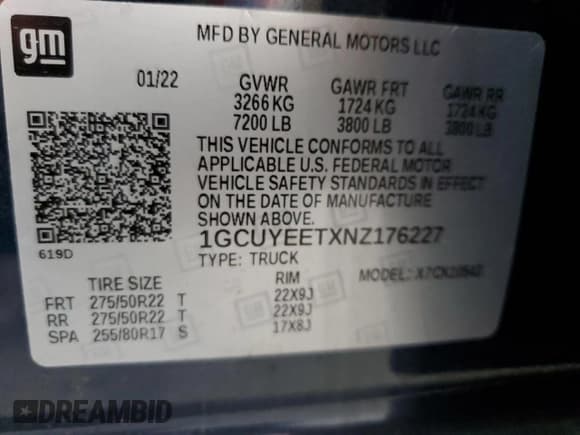 gm
MFD BY GENERAL MOTORS LLC
01/22 GVWR GAWR FRT GAWR RR
3266 KG 1724 KG 1724 KG
7200 LB 3800 LB 3800 LB
THIS VEHICLE CONFORMS TO ALL
APPLICABLE U.S. FEDERAL MOTOR
VEHICLE SAFETY STANDARDS IN EFFECT
ON THE DATE OF MANUFACTURE
SHOWN ABOVE.
619D
1GCUYEETXNZ176227
TYPE: TRUCK MODEL:
TIRE SIZE RIM
FRT 275/50R22 T 22X9J
RR 275/50R22 T 22X9J
SPA 255/80R17 S 17X8J
DREAMBID